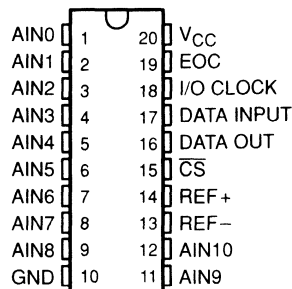 AIN0 1 20 VCC
AIN1 2 19 EOC
AIN2 3 18 I/O CLOCK
AIN3 4 17 DATA INPUT
AIN4 5 16 DATA OUT
AIN5 6 15 C̅S̅
AIN6 7 14 REF+
AIN7 8 13 REF−
AIN8 9 12 AIN10
GND 10 11 AIN9